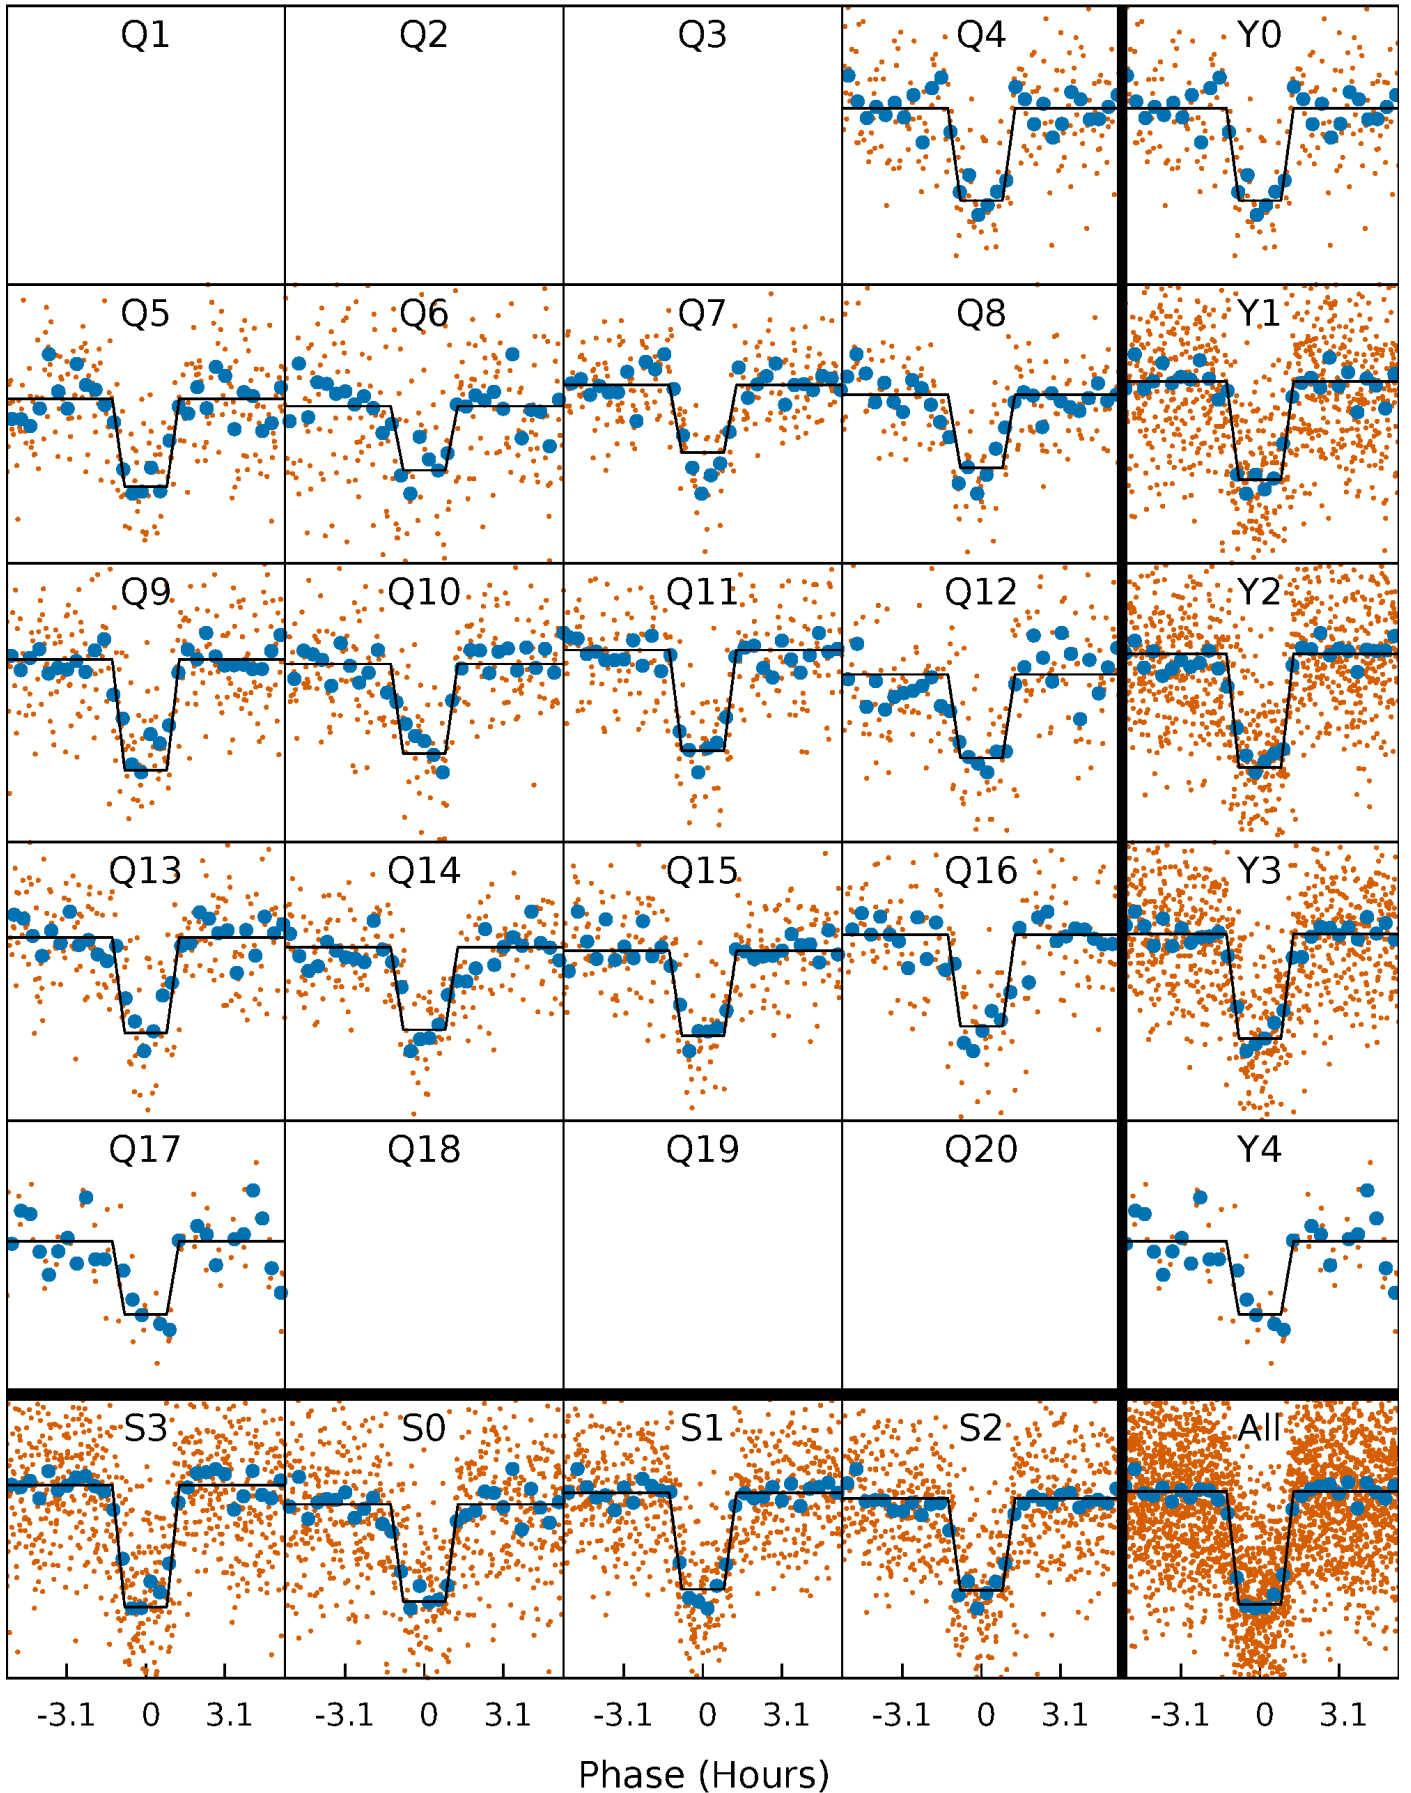 Q1 Q2 Q3 Q4 Y0
Q5 Q6 Q7 Q8 Y1
Q9 Q10 Q11 Q12 Y2
Q13 Q14 Q15 Q16 Y3
Q17 Q18 Q19 Q20 Y4
S3 S0 S1 S2 All
-3.1 0 3.1 -3.1 0 3.1 -3.1 0 3.1 -3.1 0 3.1 -3.1 0 3.1
Phase (Hours)